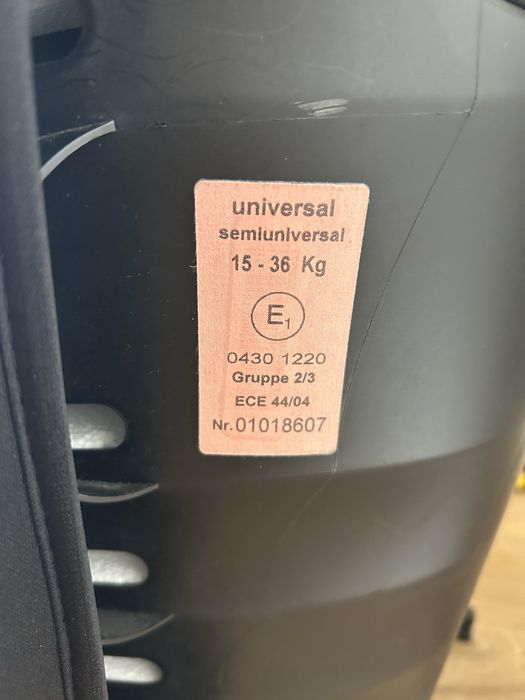 universal
semiuniversal
15 - 36 Kg
E1
0430 1220
Gruppe 2/3
ECE 44/04
Nr. 01018607